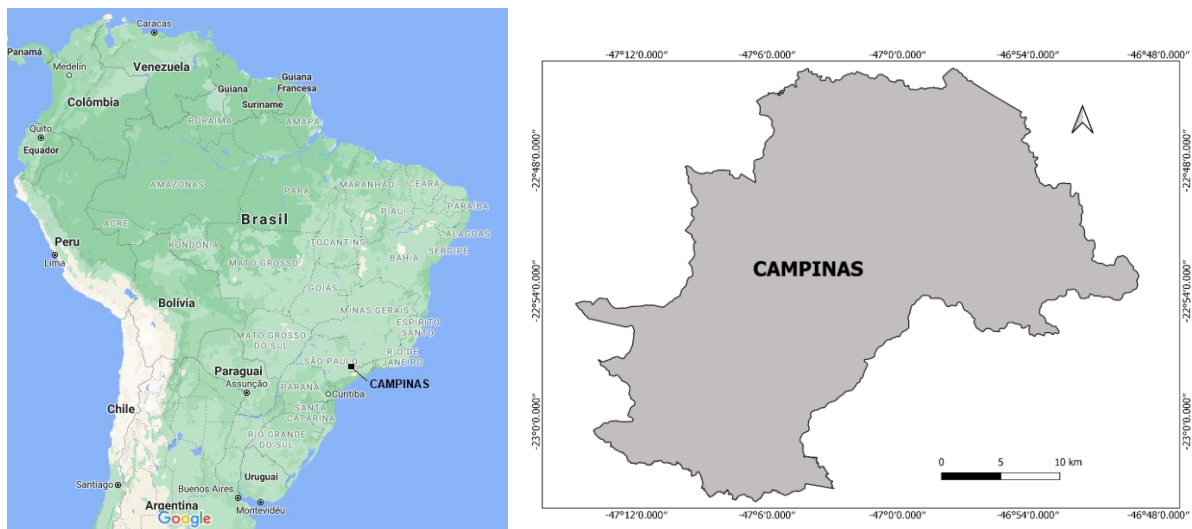 Caracas
Panamá
Medelín
Venezuela
Guiana
Francesa
Colômbia
Guiana
Suriname
RORAIMA
AMAPÁ
Quito
Equador
AMAZONAS
PARÁ
MARANHÃO
CEARÁ
PARAÍBA
PIAUÍ
ACRE
Brasil
ALAGOAS
Peru
RONDÔNIA
TOCANTINS
SERGIPE
Lima
MATO GROSSO
BAHIA
GOIÁS
Bolívia
MINAS GERAIS
ESPÍRITO
SANTO
MATO GROSSO
DO SUL
RIO DE
JANEIRO
SÃO PAULO
Paraguai
Assunção
CAMPINAS
PARANÁ
Curitiba
Chile
SANTA
CATARINA
RIO GRANDE
DO SUL
Santiago
Uruguai
Buenos Aires
Montevidéu
Argentina
Google
-47°12'0.000" -47°6'0.000" -47°0'0.000" -46°54'0.000" -46°48'0.000"
-22°48'0.000" -22°48'0.000"
CAMPINAS
-22°54'0.000" -22°54'0.000"
-23°0'0.000" -23°0'0.000"
0 5 10 km
-47°12'0.000" -47°6'0.000" -47°0'0.000" -46°54'0.000" -46°48'0.000"